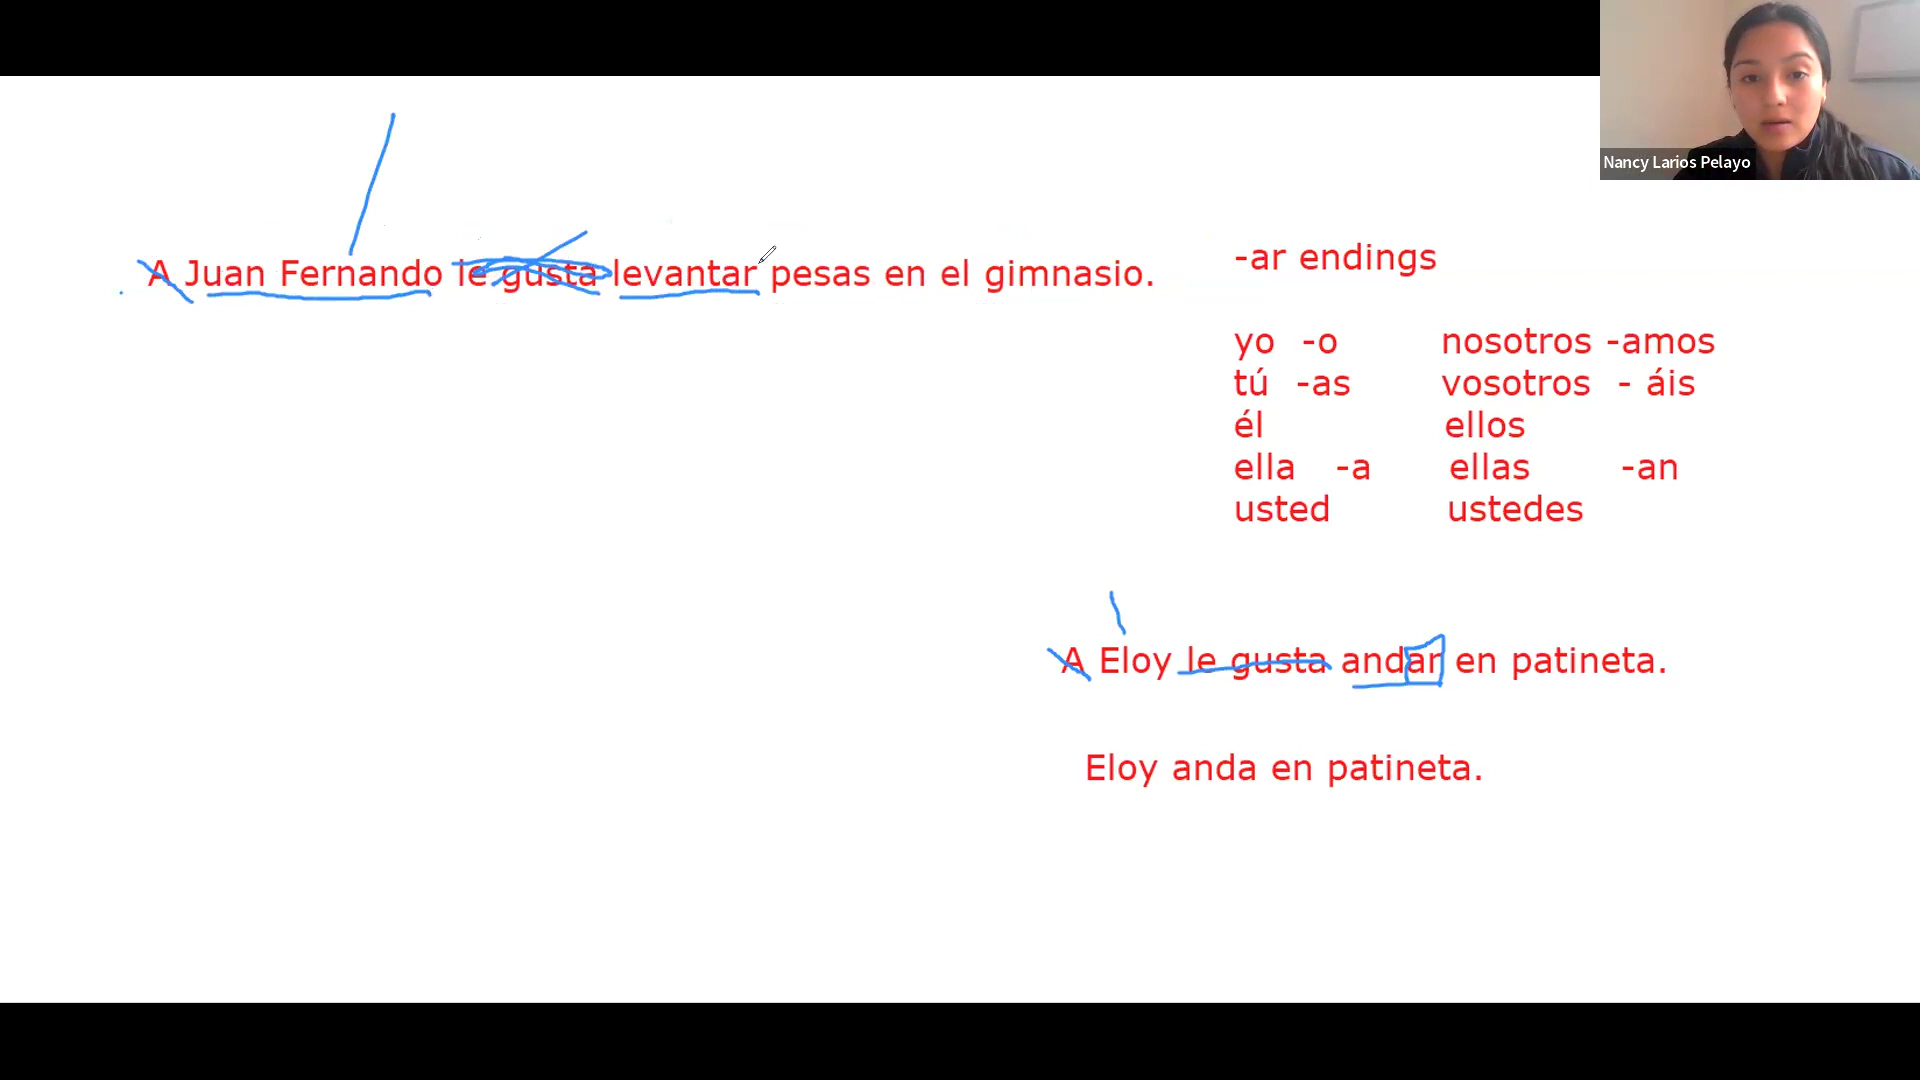 Nancy Larios Pelayo
A Juan Fernando le gusta levantar pesas en el gimnasio.
-ar endings
yo -o nosotros -amos
tú -as vosotros - áis
él ellos
ella -a ellas -an
usted ustedes
A Eloy le gusta andar en patineta.
Eloy anda en patineta.